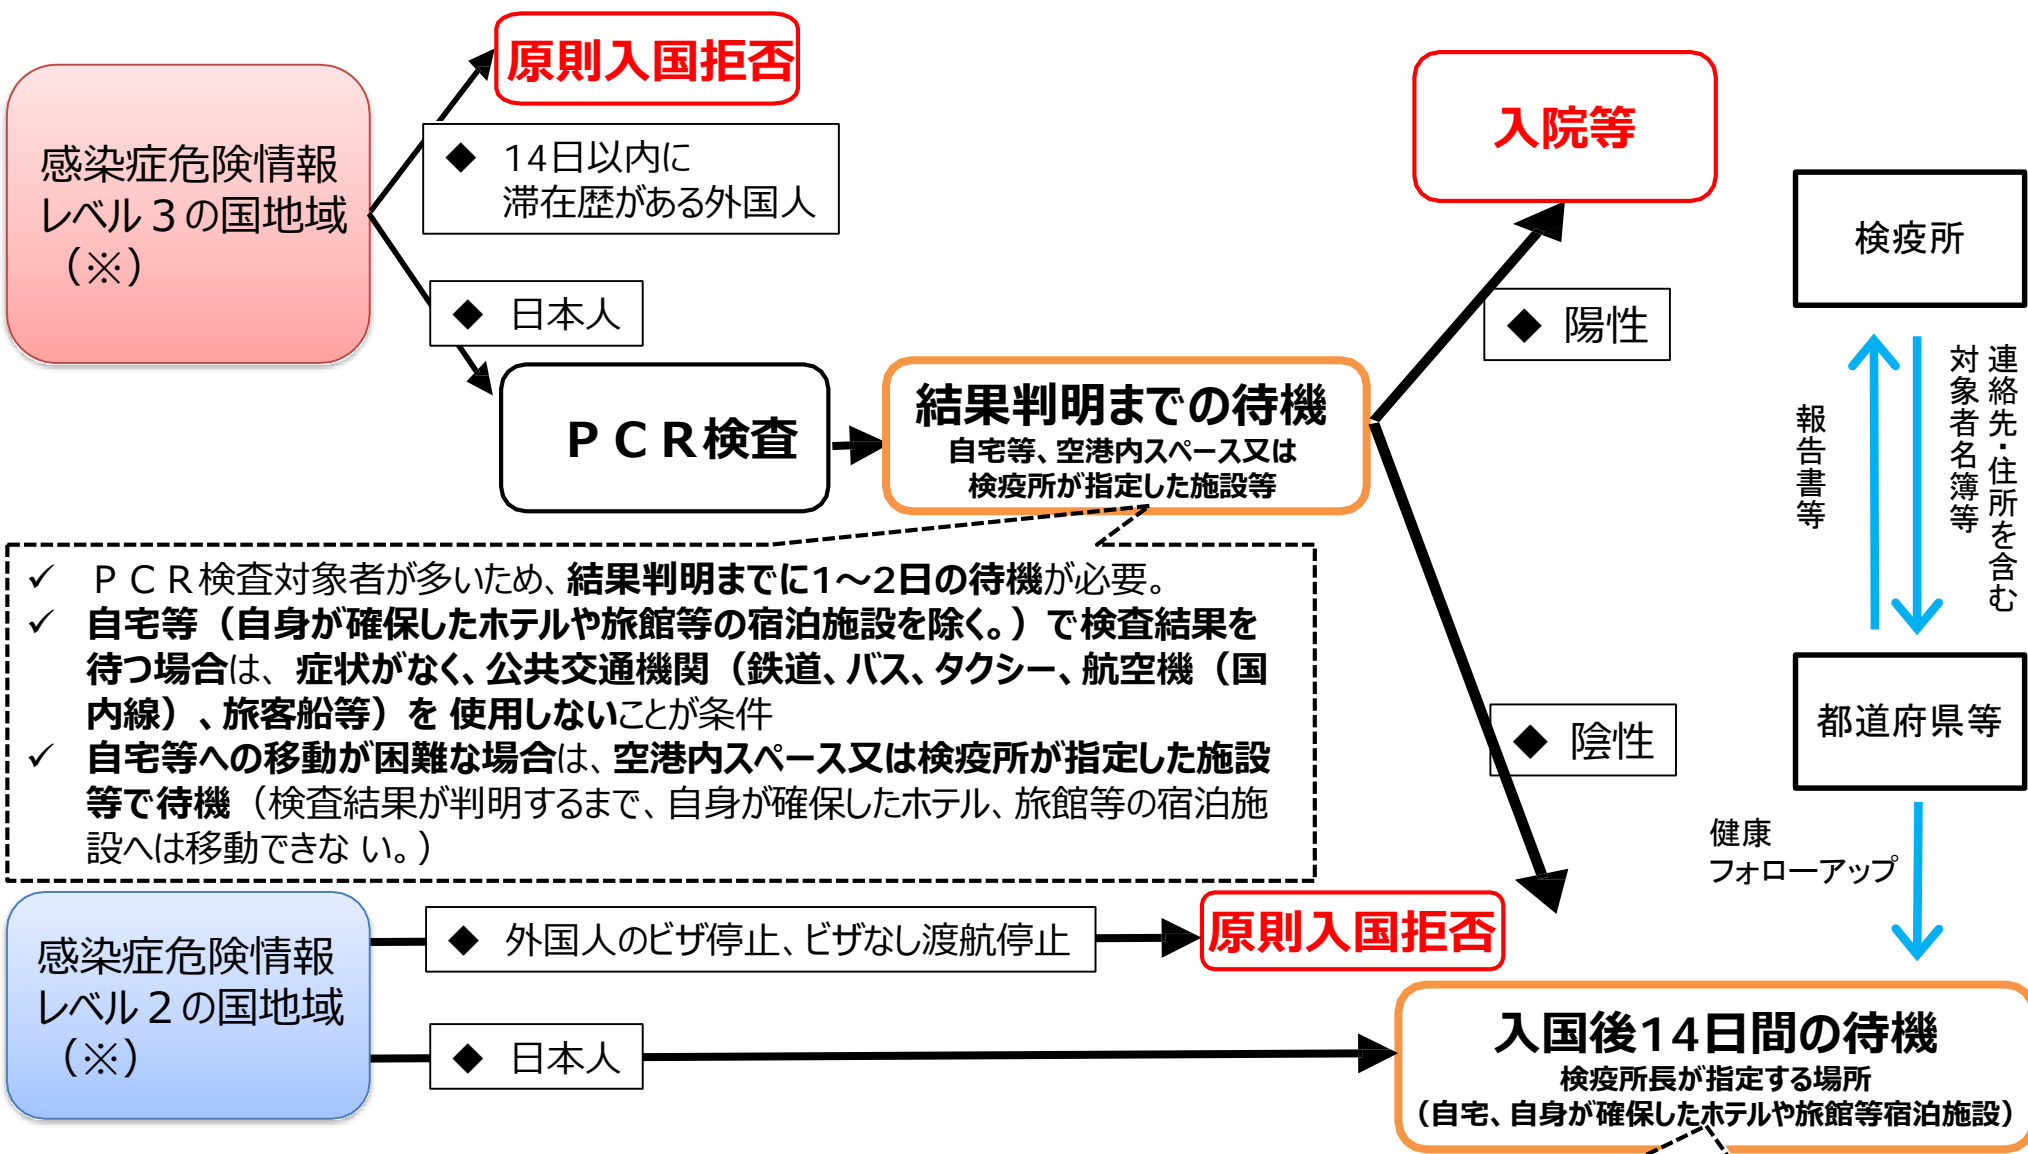 原則入国拒否
感染症危険情報
レベル３の国地域
（※）
◆ 14日以内に
滞在歴がある外国人
◆ 日本人
ＰＣＲ検査
結果判明までの待機
自宅等、空港内スペース又は
検疫所が指定した施設等
入院等
◆ 陽性
◆ 陰性
検疫所
報告書等
連絡先・住所を含む
対象者名簿等
都道府県等
健康
フォローアップ
✓ ＰＣＲ検査対象者が多いため、結果判明までに1～2日の待機が必要。
✓ 自宅等（自身が確保したホテルや旅館等の宿泊施設を除く。）で検査結果を
待つ場合は、症状がなく、公共交通機関（鉄道、バス、タクシー、航空機（国
内線）、旅客船等）を 使用しないことが条件
✓ 自宅等への移動が困難な場合は、空港内スペース又は検疫所が指定した施設
等で待機（検査結果が判明するまで、自身が確保したホテル、旅館等の宿泊施
設へは移動できな い。）
感染症危険情報
レベル２の国地域
（※）
◆ 外国人のビザ停止、ビザなし渡航停止
原則入国拒否
◆ 日本人
入国後14日間の待機
検疫所長が指定する場所
（自宅、自身が確保したホテルや旅館等宿泊施設）